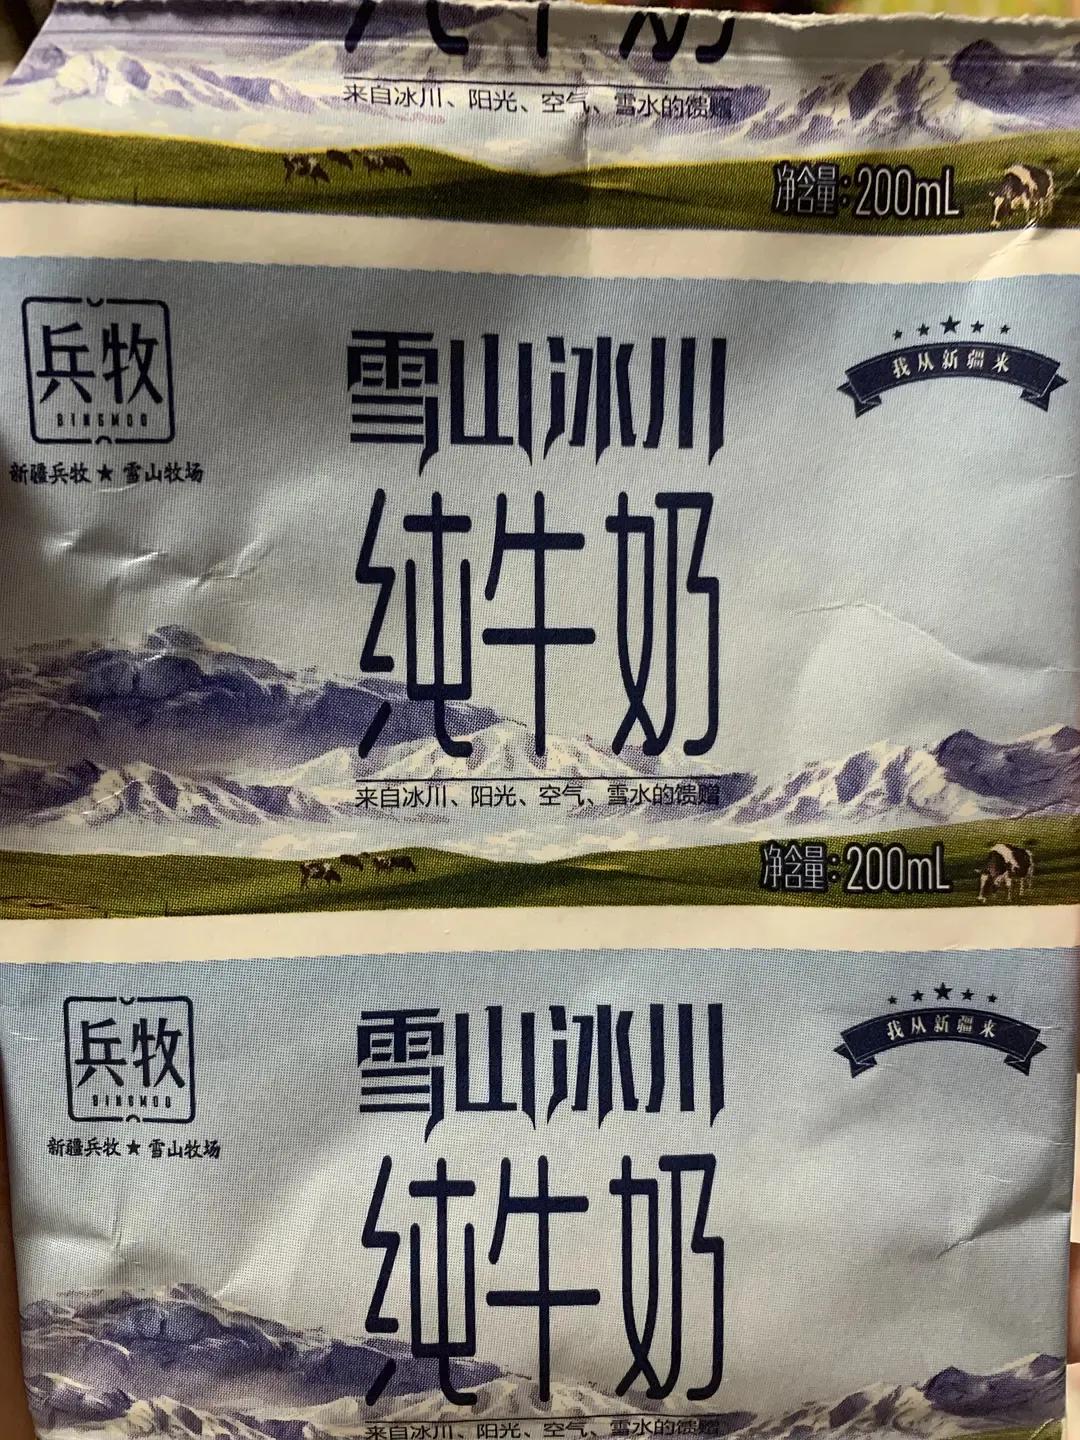 来自冰川、阳光、空气、雪水的馈赠
净含量:200mL
兵牧
BINGMOO
新疆兵牧★雪山牧场
雪山冰川
纯牛奶
我从新疆来
来自冰川、阳光、空气、雪水的馈赠
净含量:200mL
兵牧
BINGMOO
新疆兵牧★雪山牧场
雪山冰川
纯牛奶
我从新疆来
来自冰川、阳光、空气、雪水的馈赠